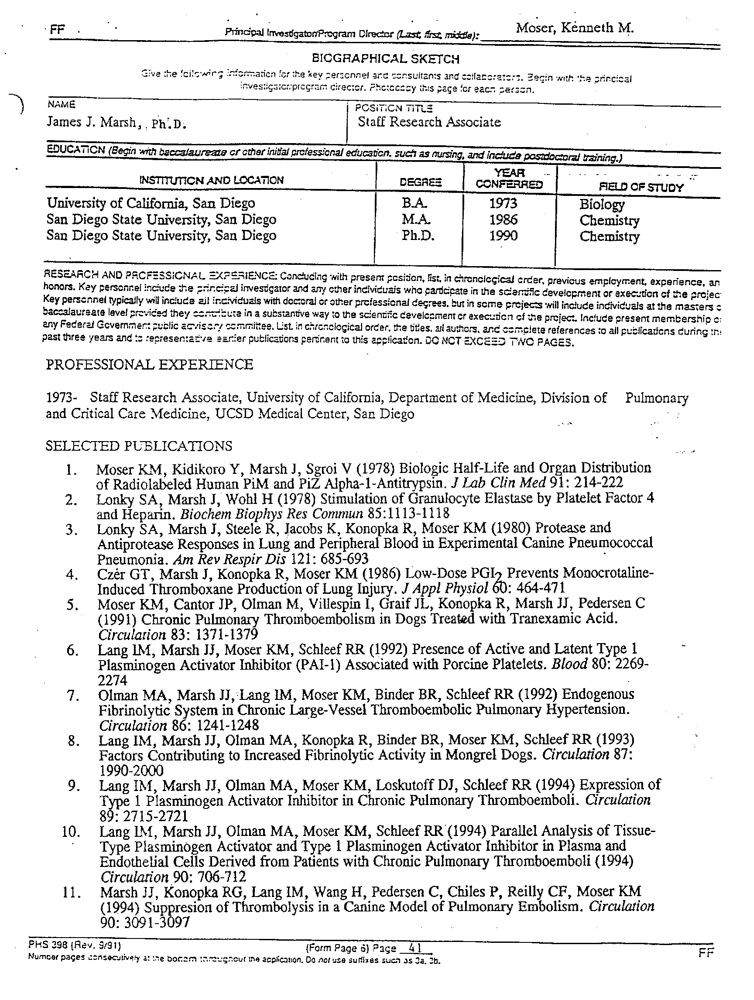 FF
Principal Investigator/Program Director (Last, first, middle): Moser, Kenneth M.
BIOGRAPHICAL SKETCH
Give the following information for the key personnel and consultants and collaborators. Begin with the principal
investigator/program director. Photocopy this page for each person.
NAME
POSITION TITLE
James J. Marsh, Ph.D.
Staff Research Associate
EDUCATION (Begin with baccalaureate or other initial professional education, such as nursing, and include postdoctoral training.)
INSTITUTION AND LOCATION DEGREE YEAR CONFERRED FIELD OF STUDY
University of California, San Diego B.A. 1973 Biology
San Diego State University, San Diego M.A. 1986 Chemistry
San Diego State University, San Diego Ph.D. 1990 Chemistry
RESEARCH AND PROFESSIONAL EXPERIENCE: Concluding with present position, list, in chronological order, previous employment, experience, an
honors. Key personnel include the principal investigator and any other individuals who participate in the scientific development or execution of the projec
Key personnel typically will include all individuals with doctoral or other professional degrees, but in some projects will include individuals at the masters o
baccalaureate level provided they contribute in a substantive way to the scientific development or execution of the project. Include present membership o
any Federal Government public advisory committee. List, in chronological order, the titles, all authors, and complete references to all publications during the
past three years and to representative earlier publications pertinent to this application. DO NOT EXCEED TWO PAGES.
PROFESSIONAL EXPERIENCE
1973- Staff Research Associate, University of California, Department of Medicine, Division of Pulmonary
and Critical Care Medicine, UCSD Medical Center, San Diego
SELECTED PUBLICATIONS
1. Moser KM, Kidikoro Y, Marsh J, Sgroi V (1978) Biologic Half-Life and Organ Distribution
of Radiolabeled Human PiM and PiZ Alpha-1-Antitrypsin. J Lab Clin Med 91: 214-222
2. Lonky SA, Marsh J, Wohl H (1978) Stimulation of Granulocyte Elastase by Platelet Factor 4
and Heparin. Biochem Biophys Res Commun 85:1113-1118
3. Lonky SA, Marsh J, Steele R, Jacobs K, Konopka R, Moser KM (1980) Protease and
Antiprotease Responses in Lung and Peripheral Blood in Experimental Canine Pneumococcal
Pneumonia. Am Rev Respir Dis 121: 685-693
4. Czer GT, Marsh J, Konopka R, Moser KM (1986) Low-Dose PGI2 Prevents Monocrotaline-
Induced Thromboxane Production of Lung Injury. J Appl Physiol 60: 464-471
5. Moser KM, Cantor JP, Olman M, Villespin I, Graif JL, Konopka R, Marsh JJ, Pedersen C
(1991) Chronic Pulmonary Thromboembolism in Dogs Treated with Tranexamic Acid.
Circulation 83: 1371-1379
6. Lang IM, Marsh JJ, Moser KM, Schleef RR (1992) Presence of Active and Latent Type 1
Plasminogen Activator Inhibitor (PAI-1) Associated with Porcine Platelets. Blood 80: 2269-
2274
7. Olman MA, Marsh JJ, Lang IM, Moser KM, Binder BR, Schleef RR (1992) Endogenous
Fibrinolytic System in Chronic Large-Vessel Thromboembolic Pulmonary Hypertension.
Circulation 86: 1241-1248
8. Lang IM, Marsh JJ, Olman MA, Konopka R, Binder BR, Moser KM, Schleef RR (1993)
Factors Contributing to Increased Fibrinolytic Activity in Mongrel Dogs. Circulation 87:
1990-2000
9. Lang IM, Marsh JJ, Olman MA, Moser KM, Loskutoff DJ, Schleef RR (1994) Expression of
Type 1 Plasminogen Activator Inhibitor in Chronic Pulmonary Thromboemboli. Circulation
89: 2715-2721
10. Lang IM, Marsh JJ, Olman MA, Moser KM, Schleef RR (1994) Parallel Analysis of Tissue-
Type Plasminogen Activator and Type 1 Plasminogen Activator Inhibitor in Plasma and
Endothelial Cells Derived from Patients with Chronic Pulmonary Thromboemboli (1994)
Circulation 90: 706-712
11. Marsh JJ, Konopka RG, Lang IM, Wang H, Pedersen C, Chiles P, Reilly CF, Moser KM
(1994) Suppresion of Thrombolysis in a Canine Model of Pulmonary Embolism. Circulation
90: 3091-3097
PHS 398 (Rev. 9/91) (Form Page 6) Page 41 FF
Number pages consecutively at the bottom throughout the application. Do not use suffixes such as 3a, 3b.